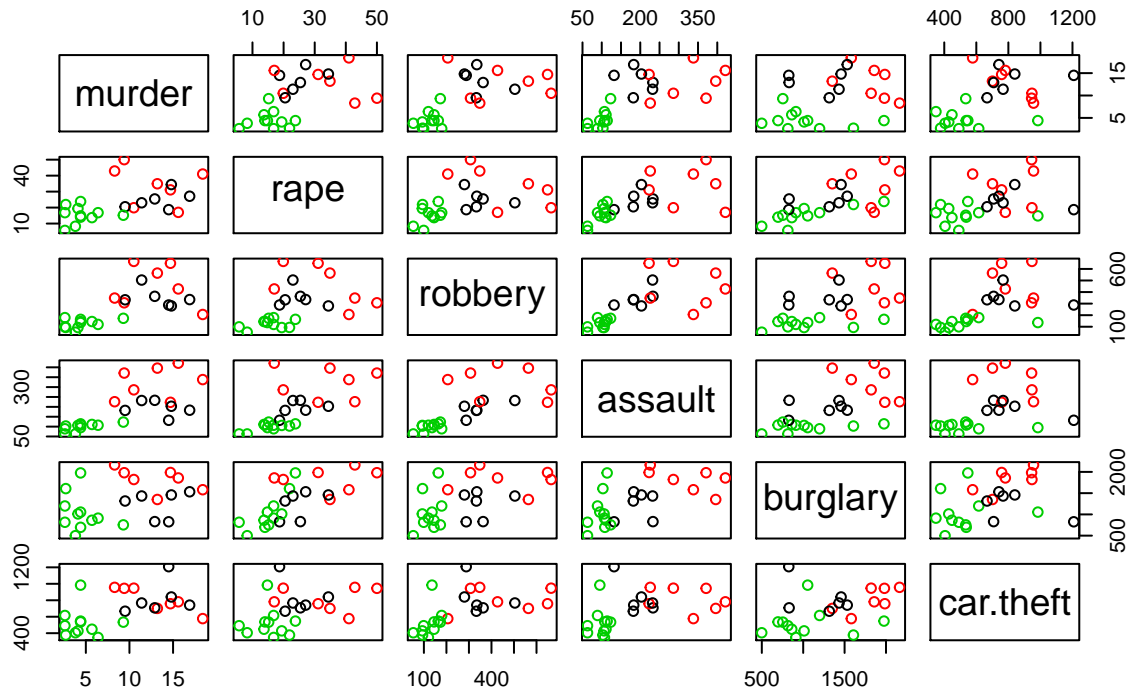 10 30 50 50 200 350 400 800 1200
murder 5 15
10 40 rape
robbery 100 600
50 300 assault
burglary 500 2000
400 1200 car.theft
5 10 15 100 400 500 1500